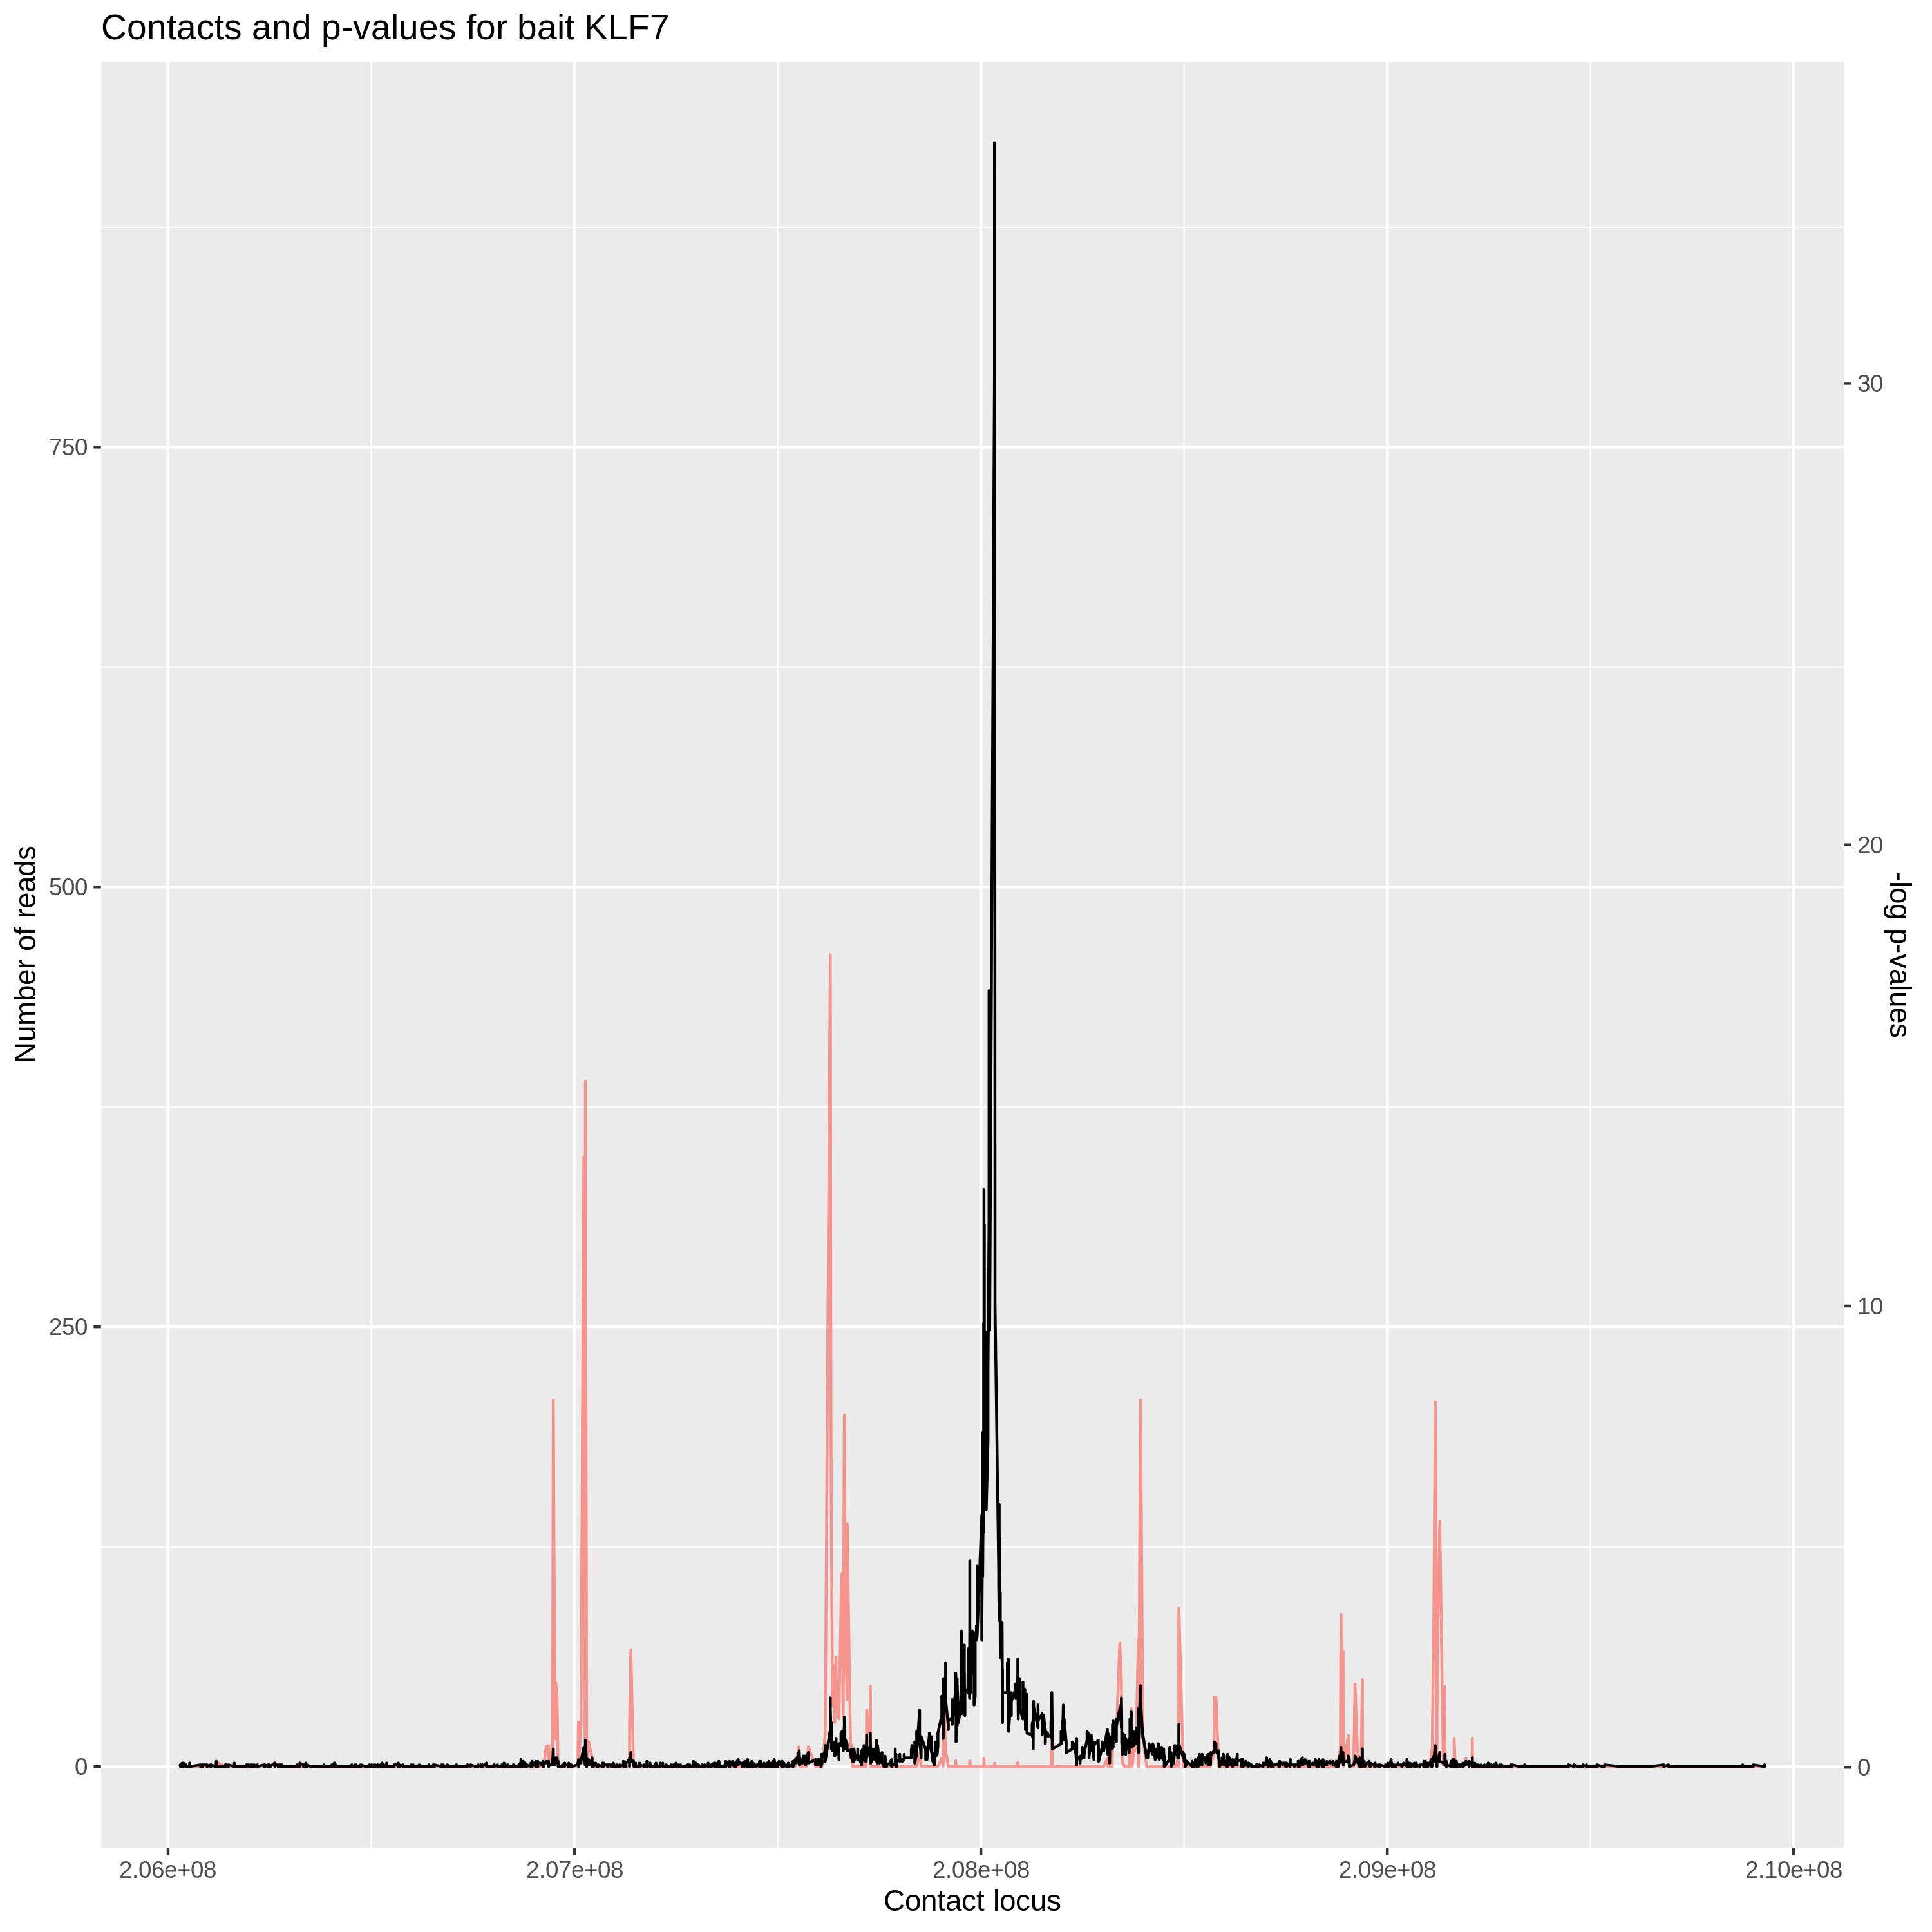 Contacts and p-values for bait KLF7
Number of reads
750
500
250
0
30
20
10
0
-log p-values
2.06e+08
2.07e+08
2.08e+08
2.09e+08
2.10e+08
Contact locus